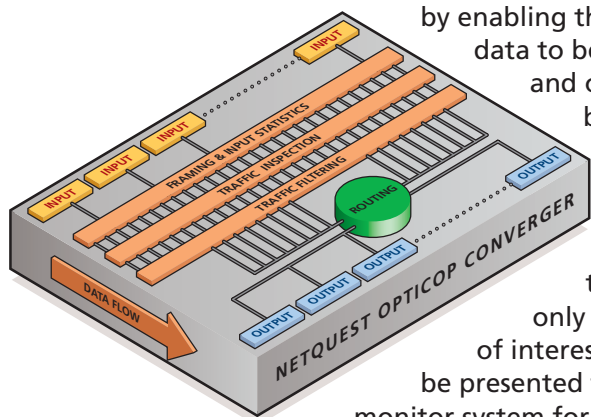 by enabling th
data to be
and o
b
t
only
of interes
be presented
monitor system for
INPUT
INPUT
INPUT
INPUT
FRAMING & INPUT STATISTICS
TRAFFIC INSPECTION
TRAFFIC FILTERING
ROUTING
OUTPUT
OUTPUT
OUTPUT
OUTPUT
DATA FLOW
NETQUEST OPTICOP CONVERGER